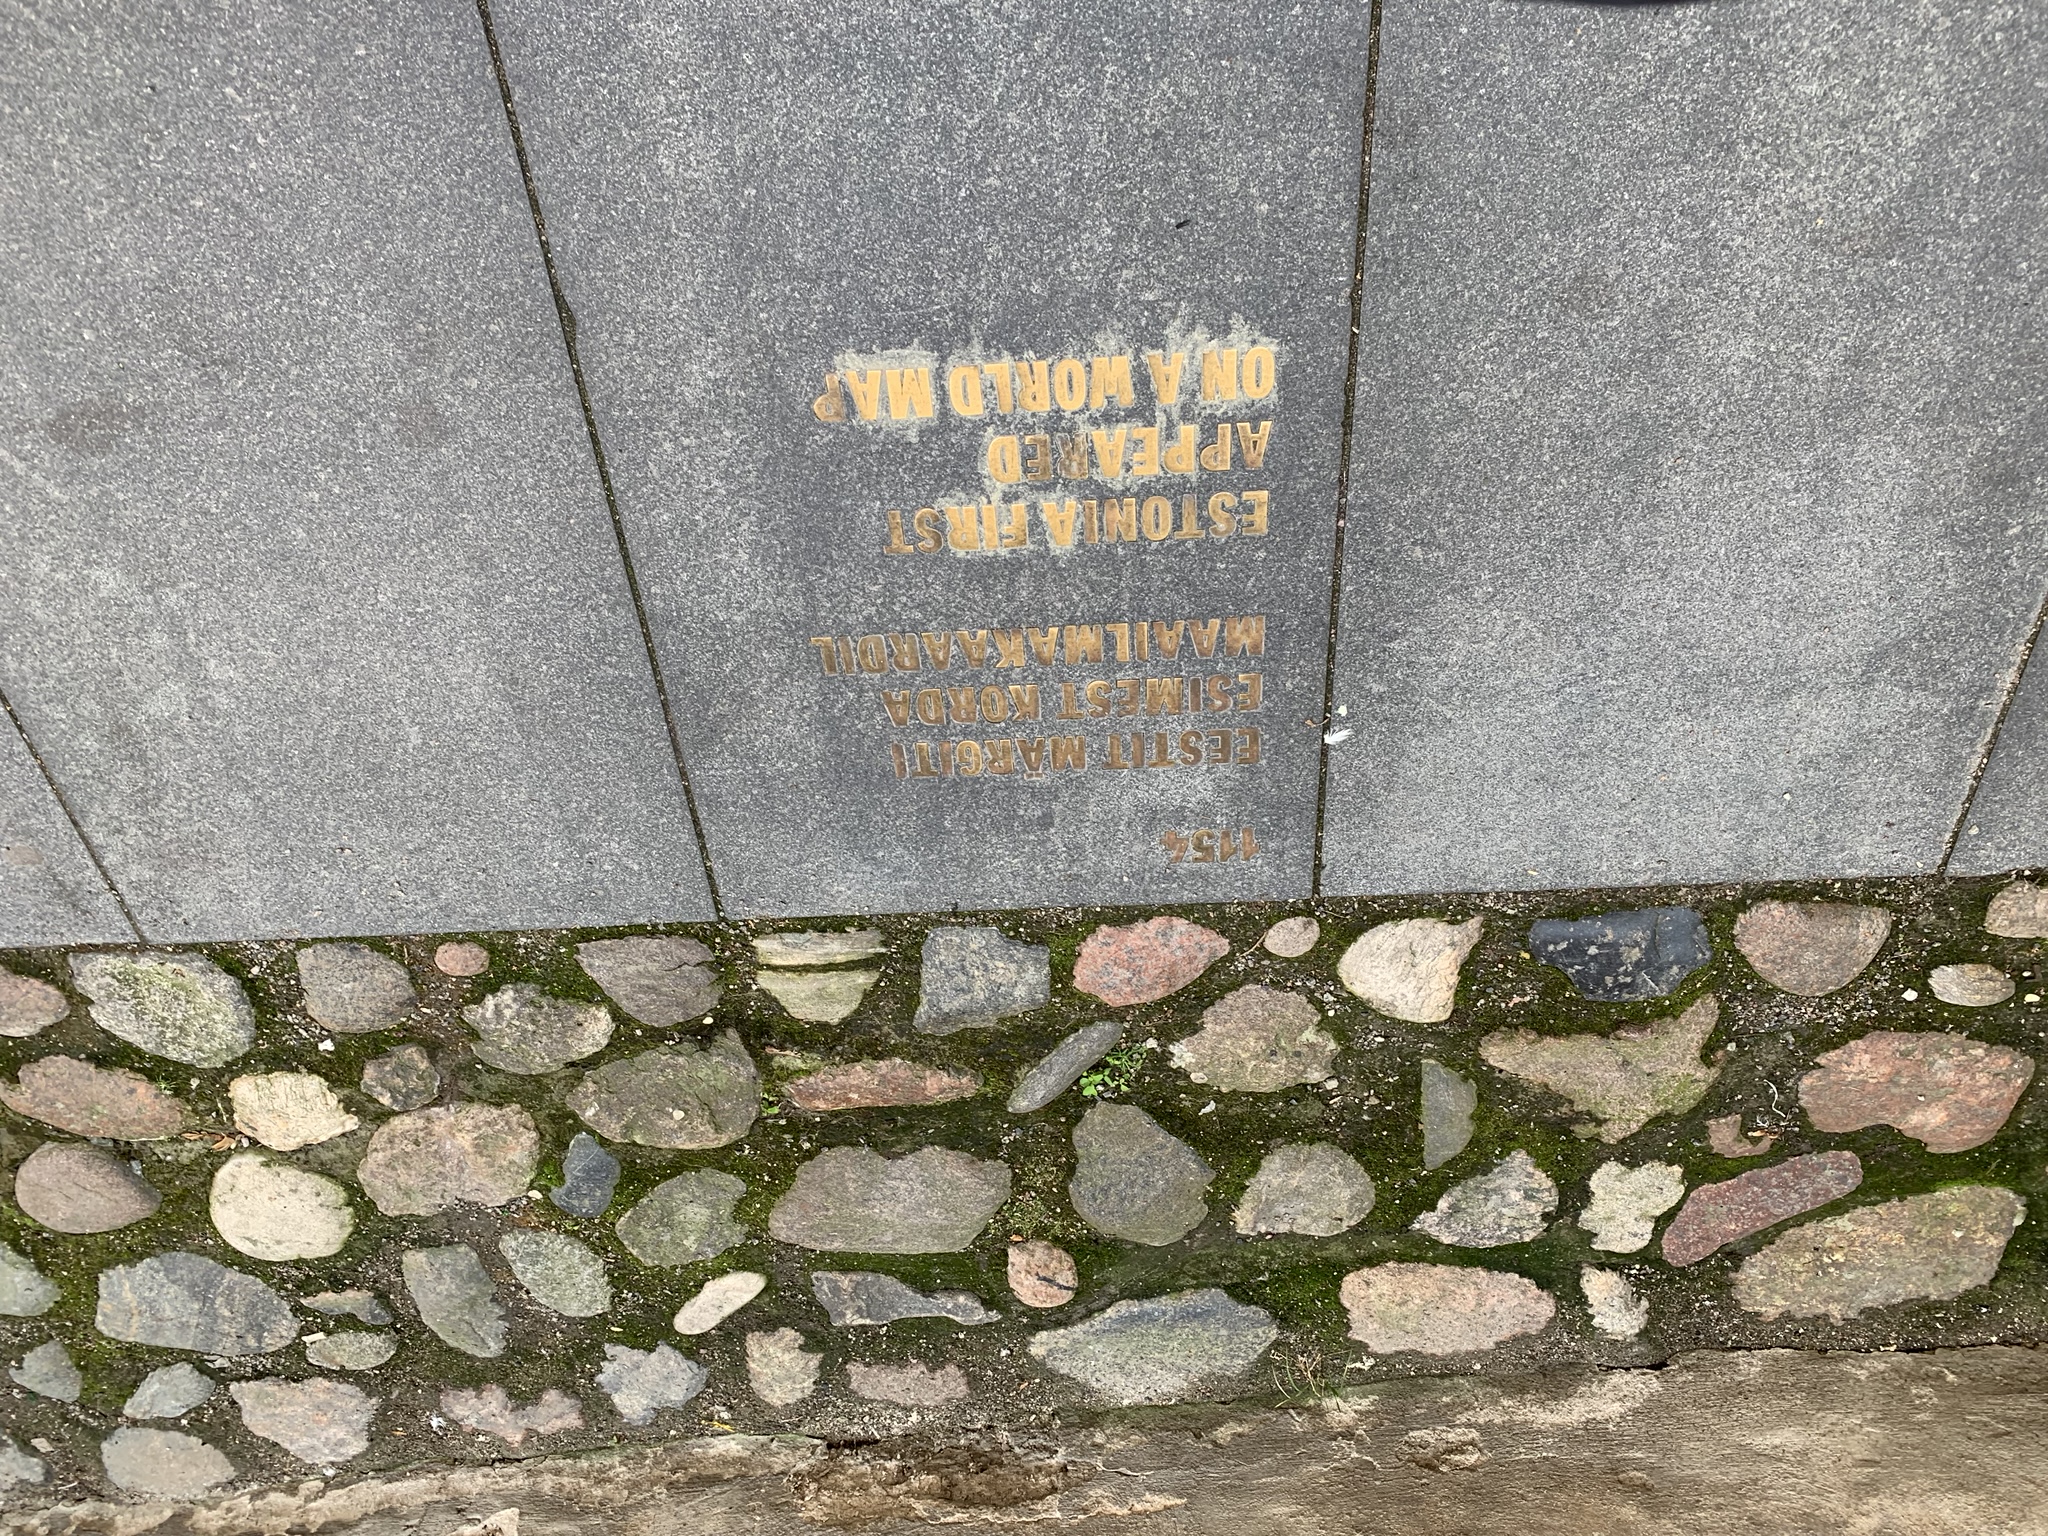 1154
EESTIT MÄRGITI
ESIMEST KORDA
MAAILMAKAARDIL
ESTONIA FIRST
APPEARED
ON A WORLD MAP